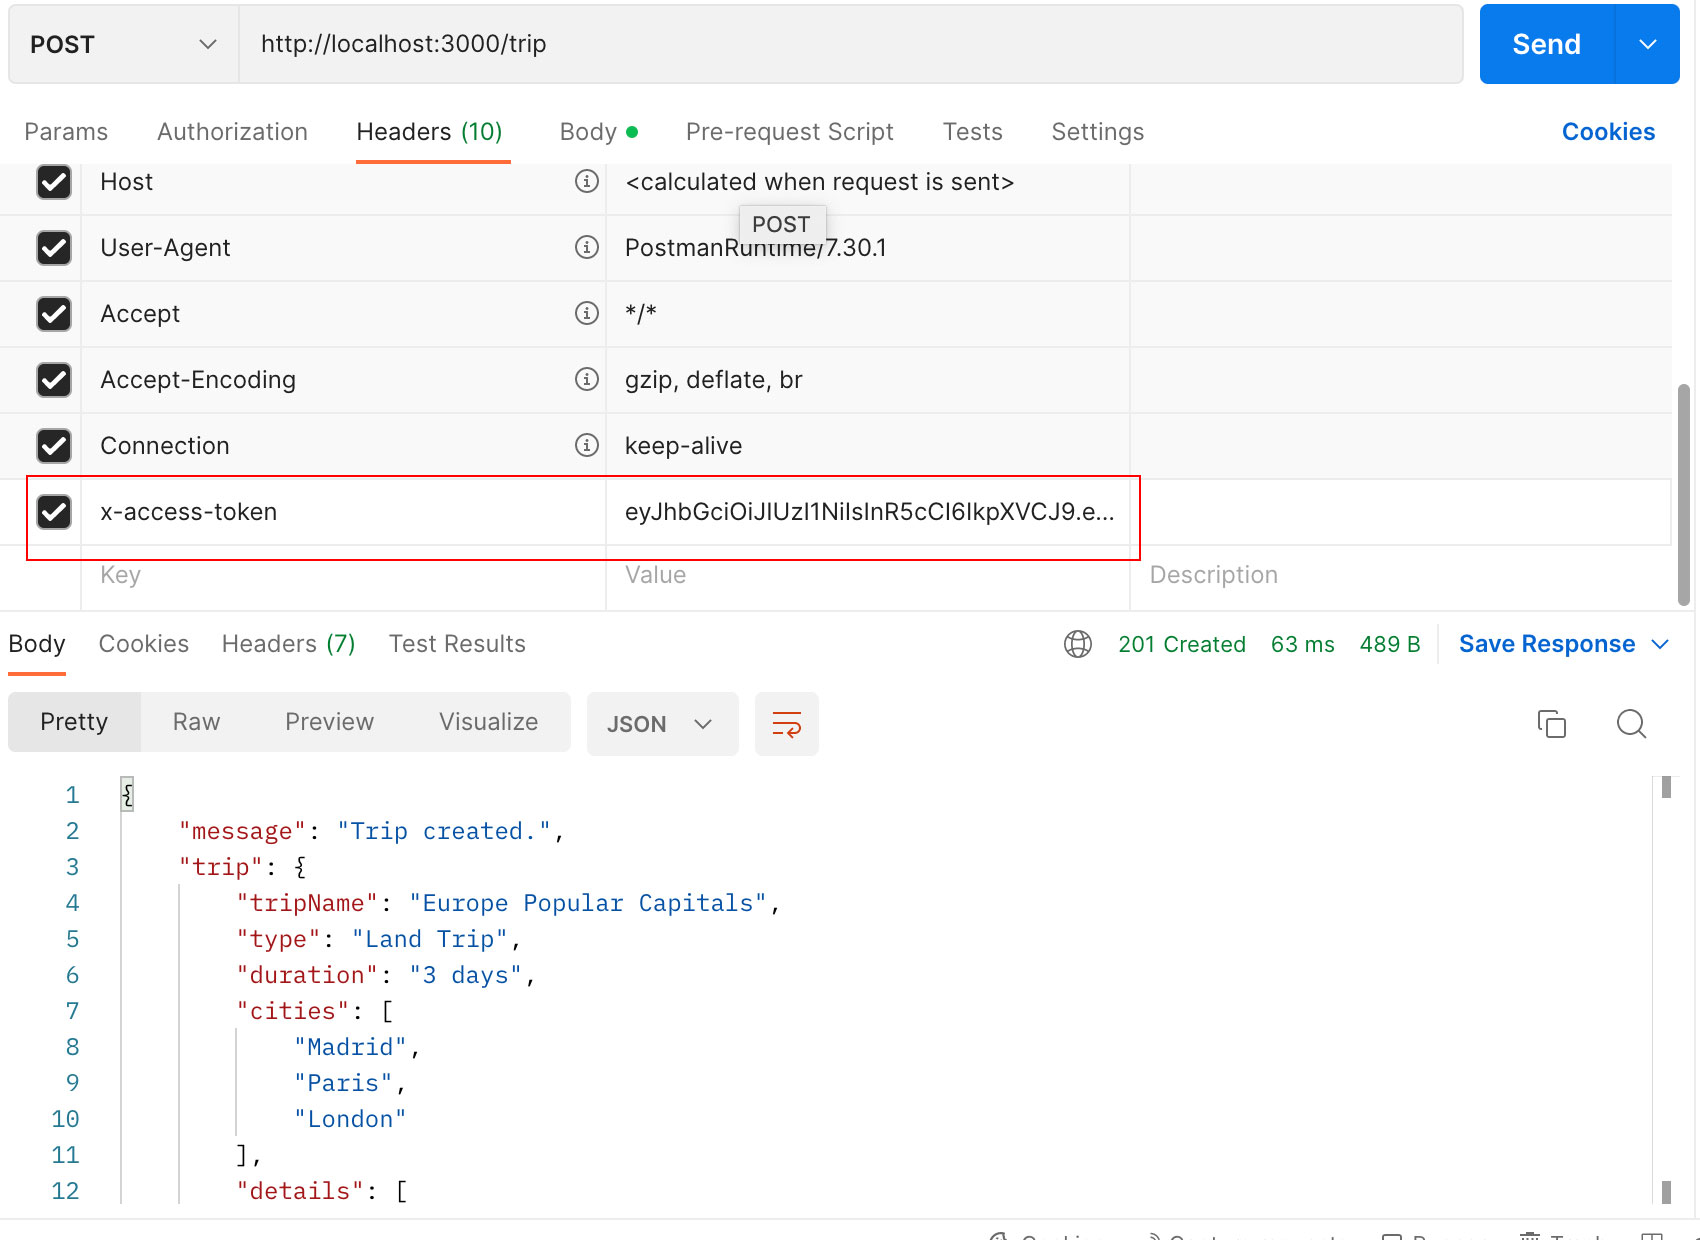 POST http://localhost:3000/trip Send
Params Authorization Headers (10) Body Pre-request Script Tests Settings Cookies
Host <calculated when request is sent>
POST
User-Agent PostmanRuntime/7.30.1
Accept */*
Accept-Encoding gzip, deflate, br
Connection keep-alive
x-access-token eyJhbGciOiJIUzI1NiIsInR5cCI6IkpXVCJ9.e...
Key Value Description
Body Cookies Headers (7) Test Results 201 Created 63 ms 489 B Save Response
Pretty Raw Preview Visualize JSON
1 {
2 "message": "Trip created.",
3 "trip": {
4 "tripName": "Europe Popular Capitals",
5 "type": "Land Trip",
6 "duration": "3 days",
7 "cities": [
8 "Madrid",
9 "Paris",
10 "London"
11 ],
12 "details": [